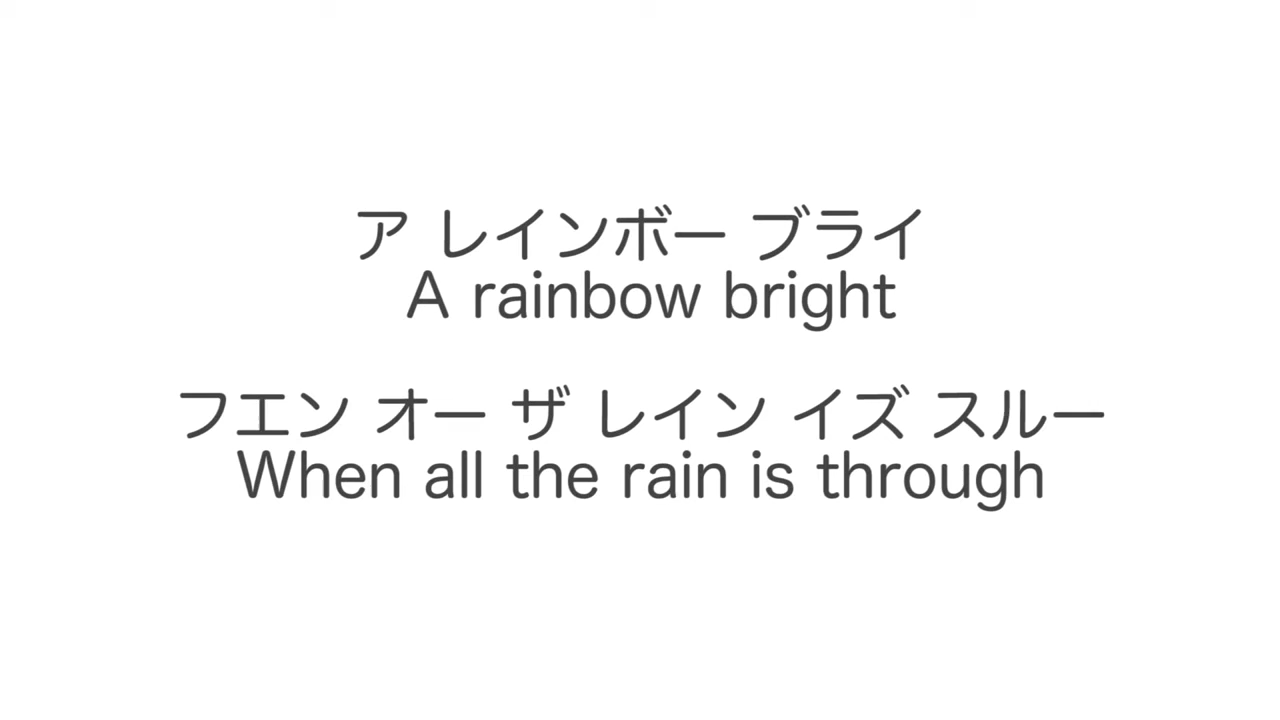 ア レインボー ブライ
A rainbow bright
フエン オー ザ レイン イズ スルー
When all the rain is through